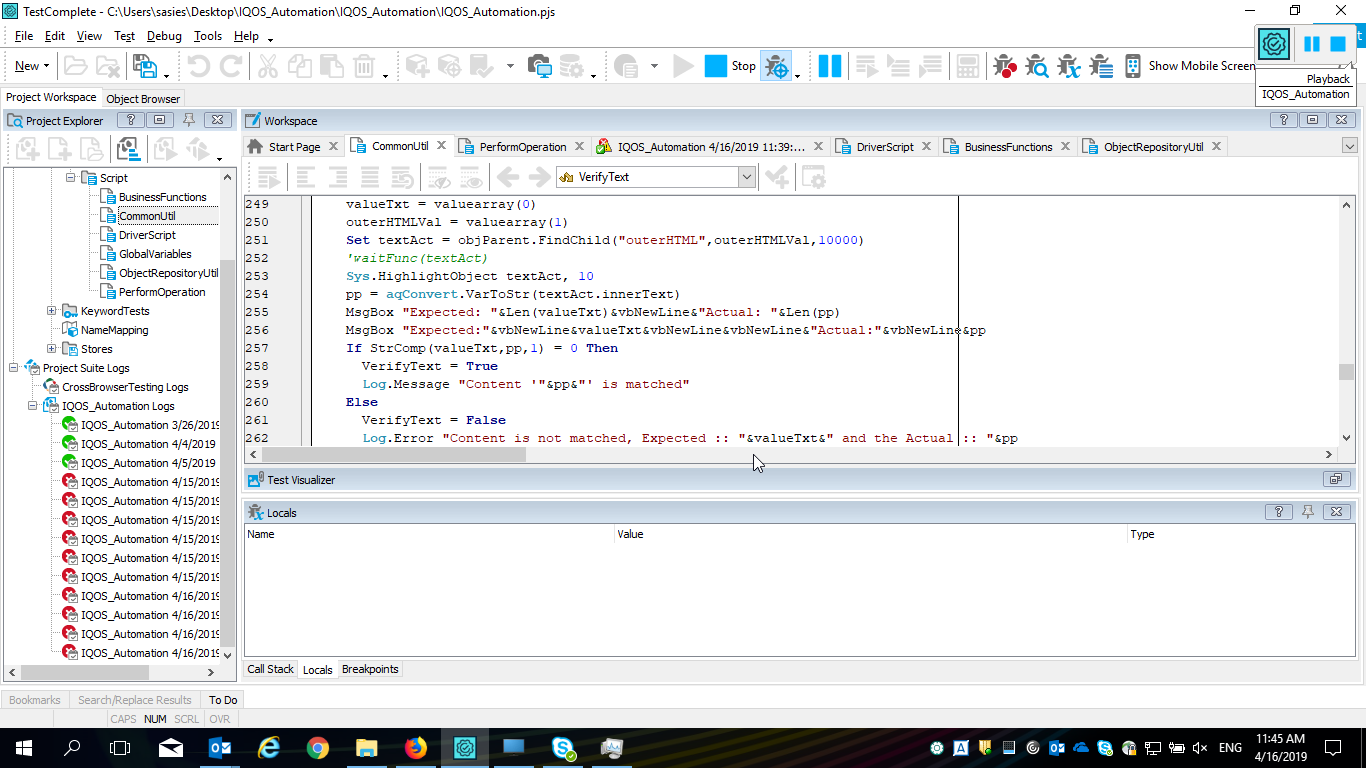 TestComplete - C:\Users\sasies\Desktop\IQOS_Automation\IQOS_Automation\IQOS_Automation.pjs
File Edit View Test Debug Tools Help
New Stop Show Mobile Screen
Playback
IQOS_Automation
Project Workspace Object Browser
Project Explorer
Script
BusinessFunctions
CommonUtil
DriverScript
GlobalVariables
ObjectRepositoryUtil
PerformOperation
KeywordTests
NameMapping
Stores
Project Suite Logs
CrossBrowserTesting Logs
IQOS_Automation Logs
IQOS_Automation 3/26/2019
IQOS_Automation 4/4/2019
IQOS_Automation 4/5/2019
IQOS_Automation 4/15/2019
IQOS_Automation 4/15/2019
IQOS_Automation 4/15/2019
IQOS_Automation 4/15/2019
IQOS_Automation 4/15/2019
IQOS_Automation 4/15/2019
IQOS_Automation 4/16/2019
IQOS_Automation 4/16/2019
IQOS_Automation 4/16/2019
IQOS_Automation 4/16/2019
Workspace
Start Page CommonUtil PerformOperation IQOS_Automation 4/16/2019 11:39:... DriverScript BusinessFunctions ObjectRepositoryUtil
VerifyText
249 valueTxt = valuearray(0)
250 outerHTMLVal = valuearray(1)
251 Set textAct = objParent.FindChild("outerHTML",outerHTMLVal,10000)
252 'waitFunc(textAct)
253 Sys.HighlightObject textAct, 10
254 pp = aqConvert.VarToStr(textAct.innerText)
255 MsgBox "Expected: "&Len(valueTxt)&vbNewLine&"Actual: "&Len(pp)
256 MsgBox "Expected:"&vbNewLine&valueTxt&vbNewLine&vbNewLine&"Actual:"&vbNewLine&pp
257 If StrComp(valueTxt,pp,1) = 0 Then
258 VerifyText = True
259 Log.Message "Content '"&pp&"' is matched"
260 Else
261 VerifyText = False
262 Log.Error "Content is not matched, Expected :: "&valueTxt&" and the Actual :: "&pp
Test Visualizer
Locals
Name Value Type
Call Stack Locals Breakpoints
Bookmarks Search/Replace Results To Do
CAPS NUM SCRL OVR
ENG
11:45 AM
4/16/2019